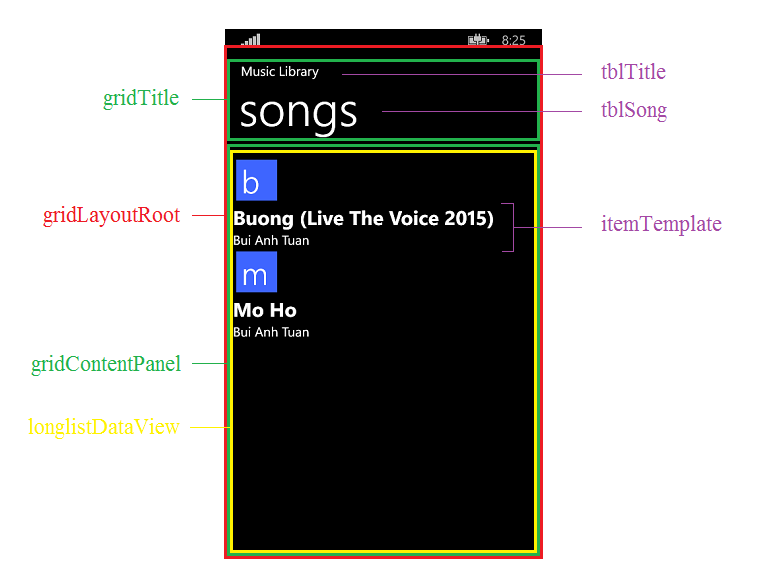 8:25
Music Library
tblTitle
gridTitle
songs
tblSong
b
gridLayoutRoot
Buong (Live The Voice 2015)
Bui Anh Tuan
itemTemplate
m
Mo Ho
Bui Anh Tuan
gridContentPanel
longlistDataView